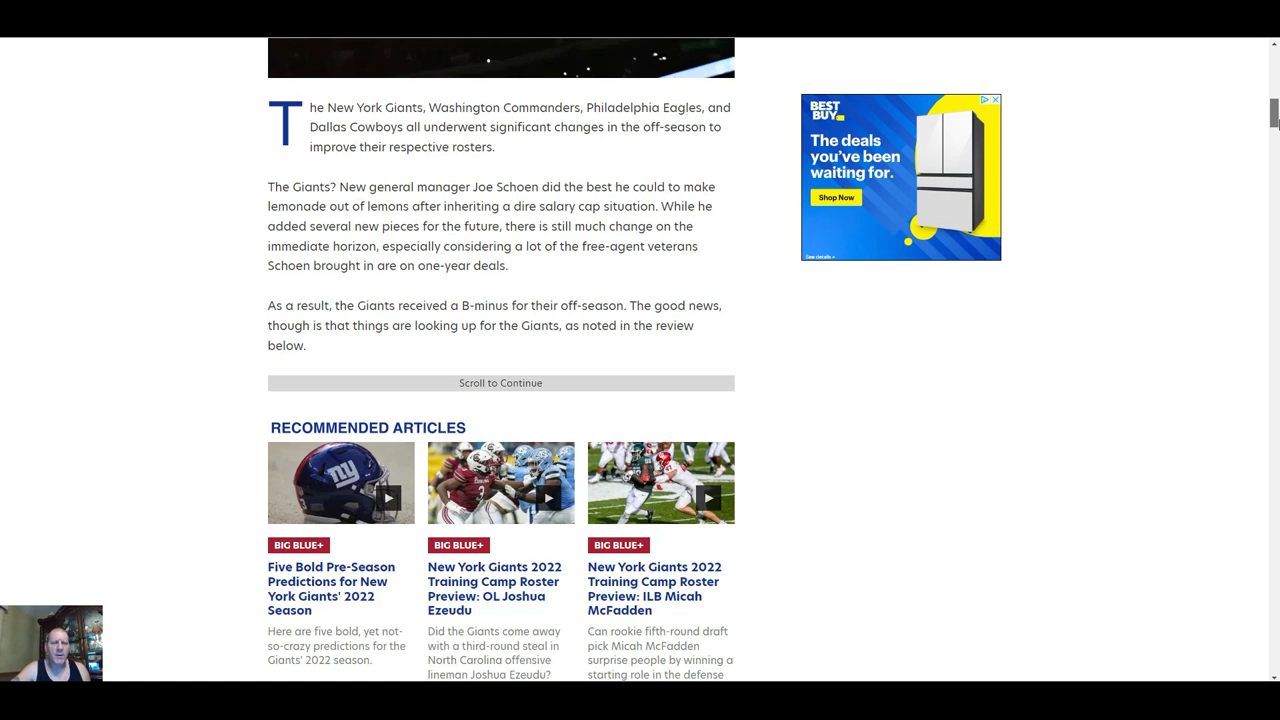 The New York Giants, Washington Commanders, Philadelphia Eagles, and
Dallas Cowboys all underwent significant changes in the off-season to
improve their respective rosters.
The Giants? New general manager Joe Schoen did the best he could to make
lemonade out of lemons after inheriting a dire salary cap situation. While he
added several new pieces for the future, there is still much change on the
immediate horizon, especially considering a lot of the free-agent veterans
Schoen brought in are on one-year deals.
As a result, the Giants received a B-minus for their off-season. The good news,
though is that things are looking up for the Giants, as noted in the review
below.
Scroll to Continue
RECOMMENDED ARTICLES
ny
BIG BLUE+
Five Bold Pre-Season
Predictions for New
York Giants' 2022
Season
Here are five bold, yet not-
so-crazy predictions for the
Giants' 2022 season.
BIG BLUE+
New York Giants 2022
Training Camp Roster
Preview: OL Joshua
Ezeudu
Did the Giants come away
with a third-round steal in
North Carolina offensive
lineman Joshua Ezeudu?
BIG BLUE+
New York Giants 2022
Training Camp Roster
Preview: ILB Micah
McFadden
Can rookie fifth-round draft
pick Micah McFadden
surprise people by winning a
starting role in the defense
BEST
BUY
The deals
you've been
waiting for.
Shop Now
See details